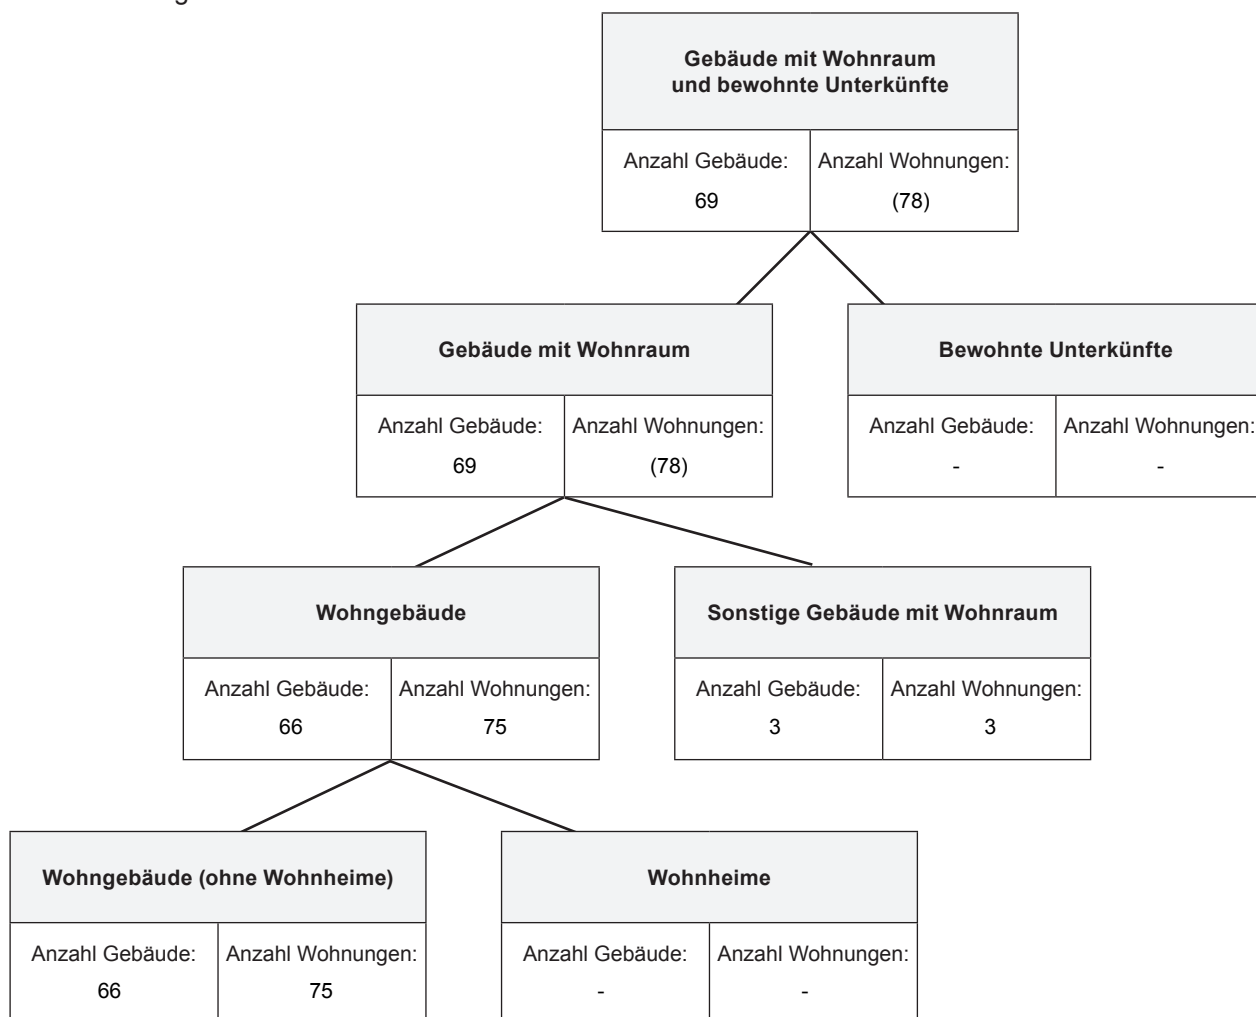 Gebäude mit Wohnraum
und bewohnte Unterkünfte
Anzahl Gebäude: Anzahl Wohnungen:
69 (78)
Gebäude mit Wohnraum
Bewohnte Unterkünfte
Anzahl Gebäude: Anzahl Wohnungen:
69 (78)
Anzahl Gebäude: Anzahl Wohnungen:
- -
Wohngebäude
Sonstige Gebäude mit Wohnraum
Anzahl Gebäude: Anzahl Wohnungen:
66 75
Anzahl Gebäude: Anzahl Wohnungen:
3 3
Wohngebäude (ohne Wohnheime)
Wohnheime
Anzahl Gebäude: Anzahl Wohnungen:
66 75
Anzahl Gebäude: Anzahl Wohnungen:
- -